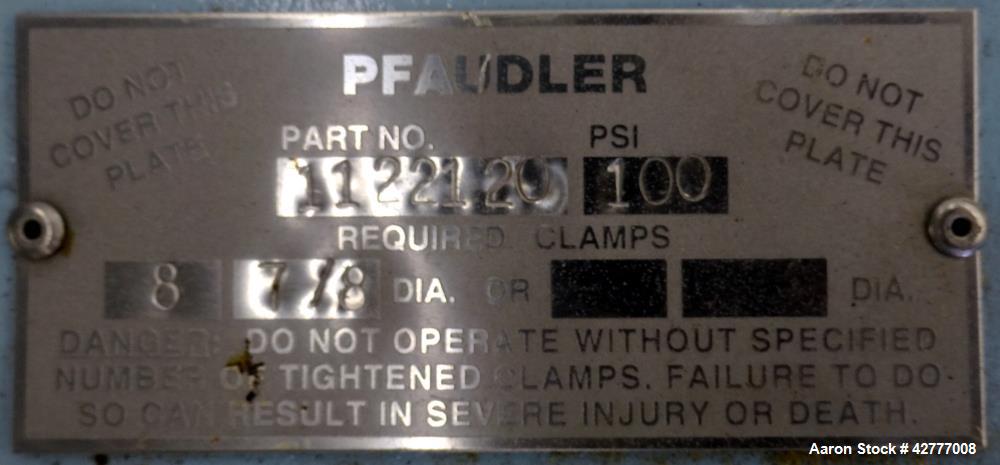 PFAUDLER
DO NOT
COVER THIS
PLATE
DO NOT
COVER THIS
PLATE
PART NO. PSI
1122120 100
REQUIRED CLAMPS
8 7/8 DIA. OR DIA.
DANGER: DO NOT OPERATE WITHOUT SPECIFIED
NUMBER OF TIGHTENED CLAMPS. FAILURE TO DO-
SO CAN RESULT IN SEVERE INJURY OR DEATH.
Aaron Stock # 42777008